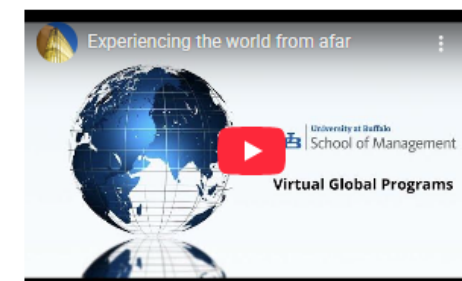 Experiencing the world from afar
University at Buffalo
School of Management
Virtual Global Programs